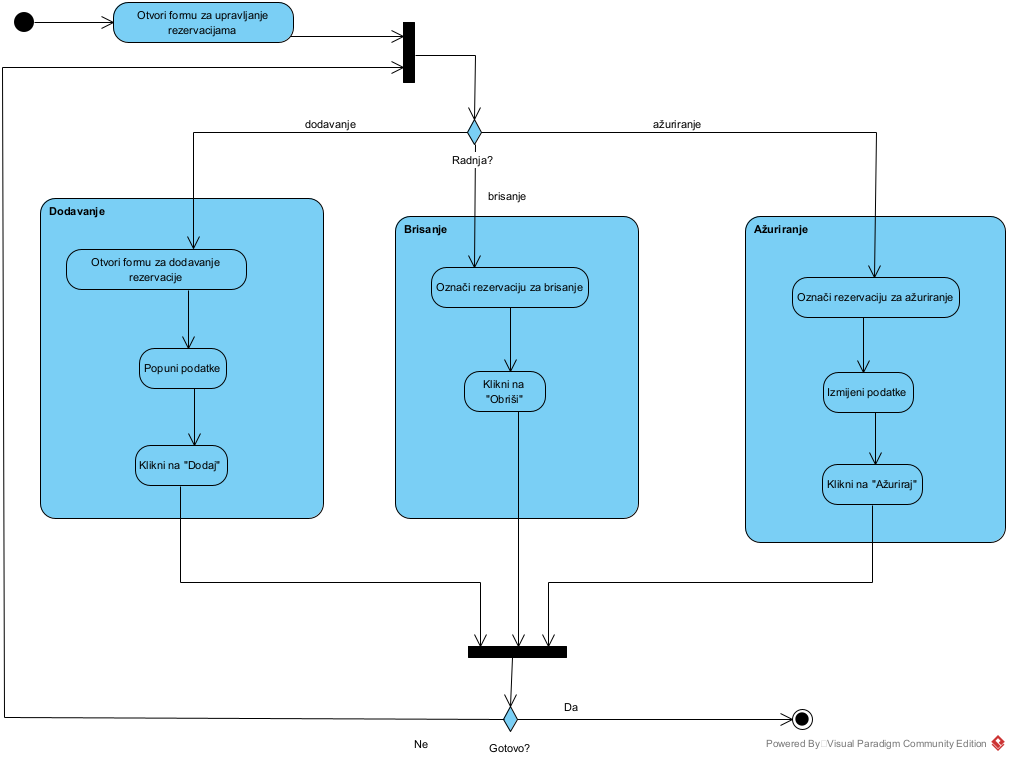 Otvori formu za upravljanje
rezervacijama
dodavanje
ažuriranje
Radnja?
brisanje
Dodavanje
Otvori formu za dodavanje
rezervacije
Popuni podatke
Klikni na "Dodaj"
Brisanje
Označi rezervaciju za brisanje
Klikni na
"Obriši"
Ažuriranje
Označi rezervaciju za ažuriranje
Izmijeni podatke
Klikni na "Ažuriraj"
Da
Ne
Gotovo?
Powered By Visual Paradigm Community Edition